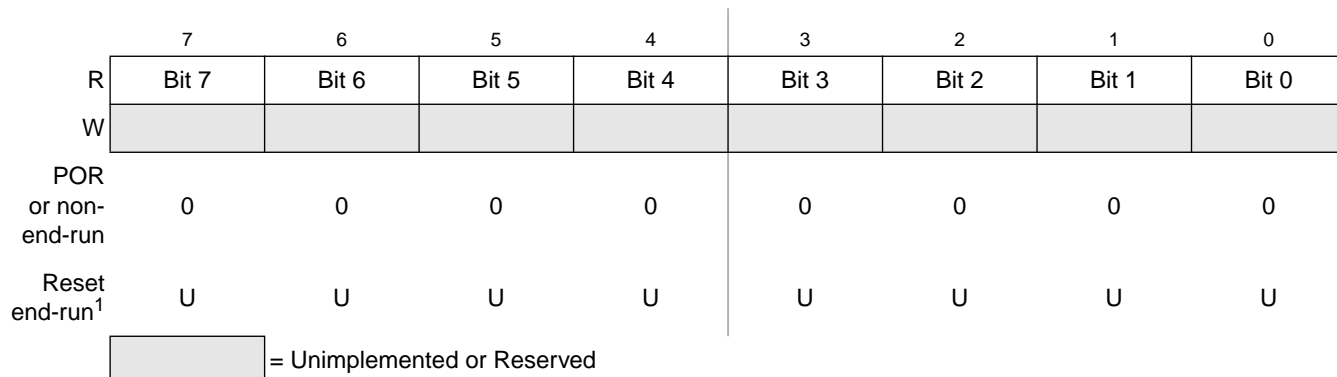 7 6 5 4 3 2 1 0
R Bit 7 Bit 6 Bit 5 Bit 4 Bit 3 Bit 2 Bit 1 Bit 0
W
POR
or non-
end-run
0 0 0 0 0 0 0 0
Reset
end-run1
U U U U U U U U
= Unimplemented or Reserved